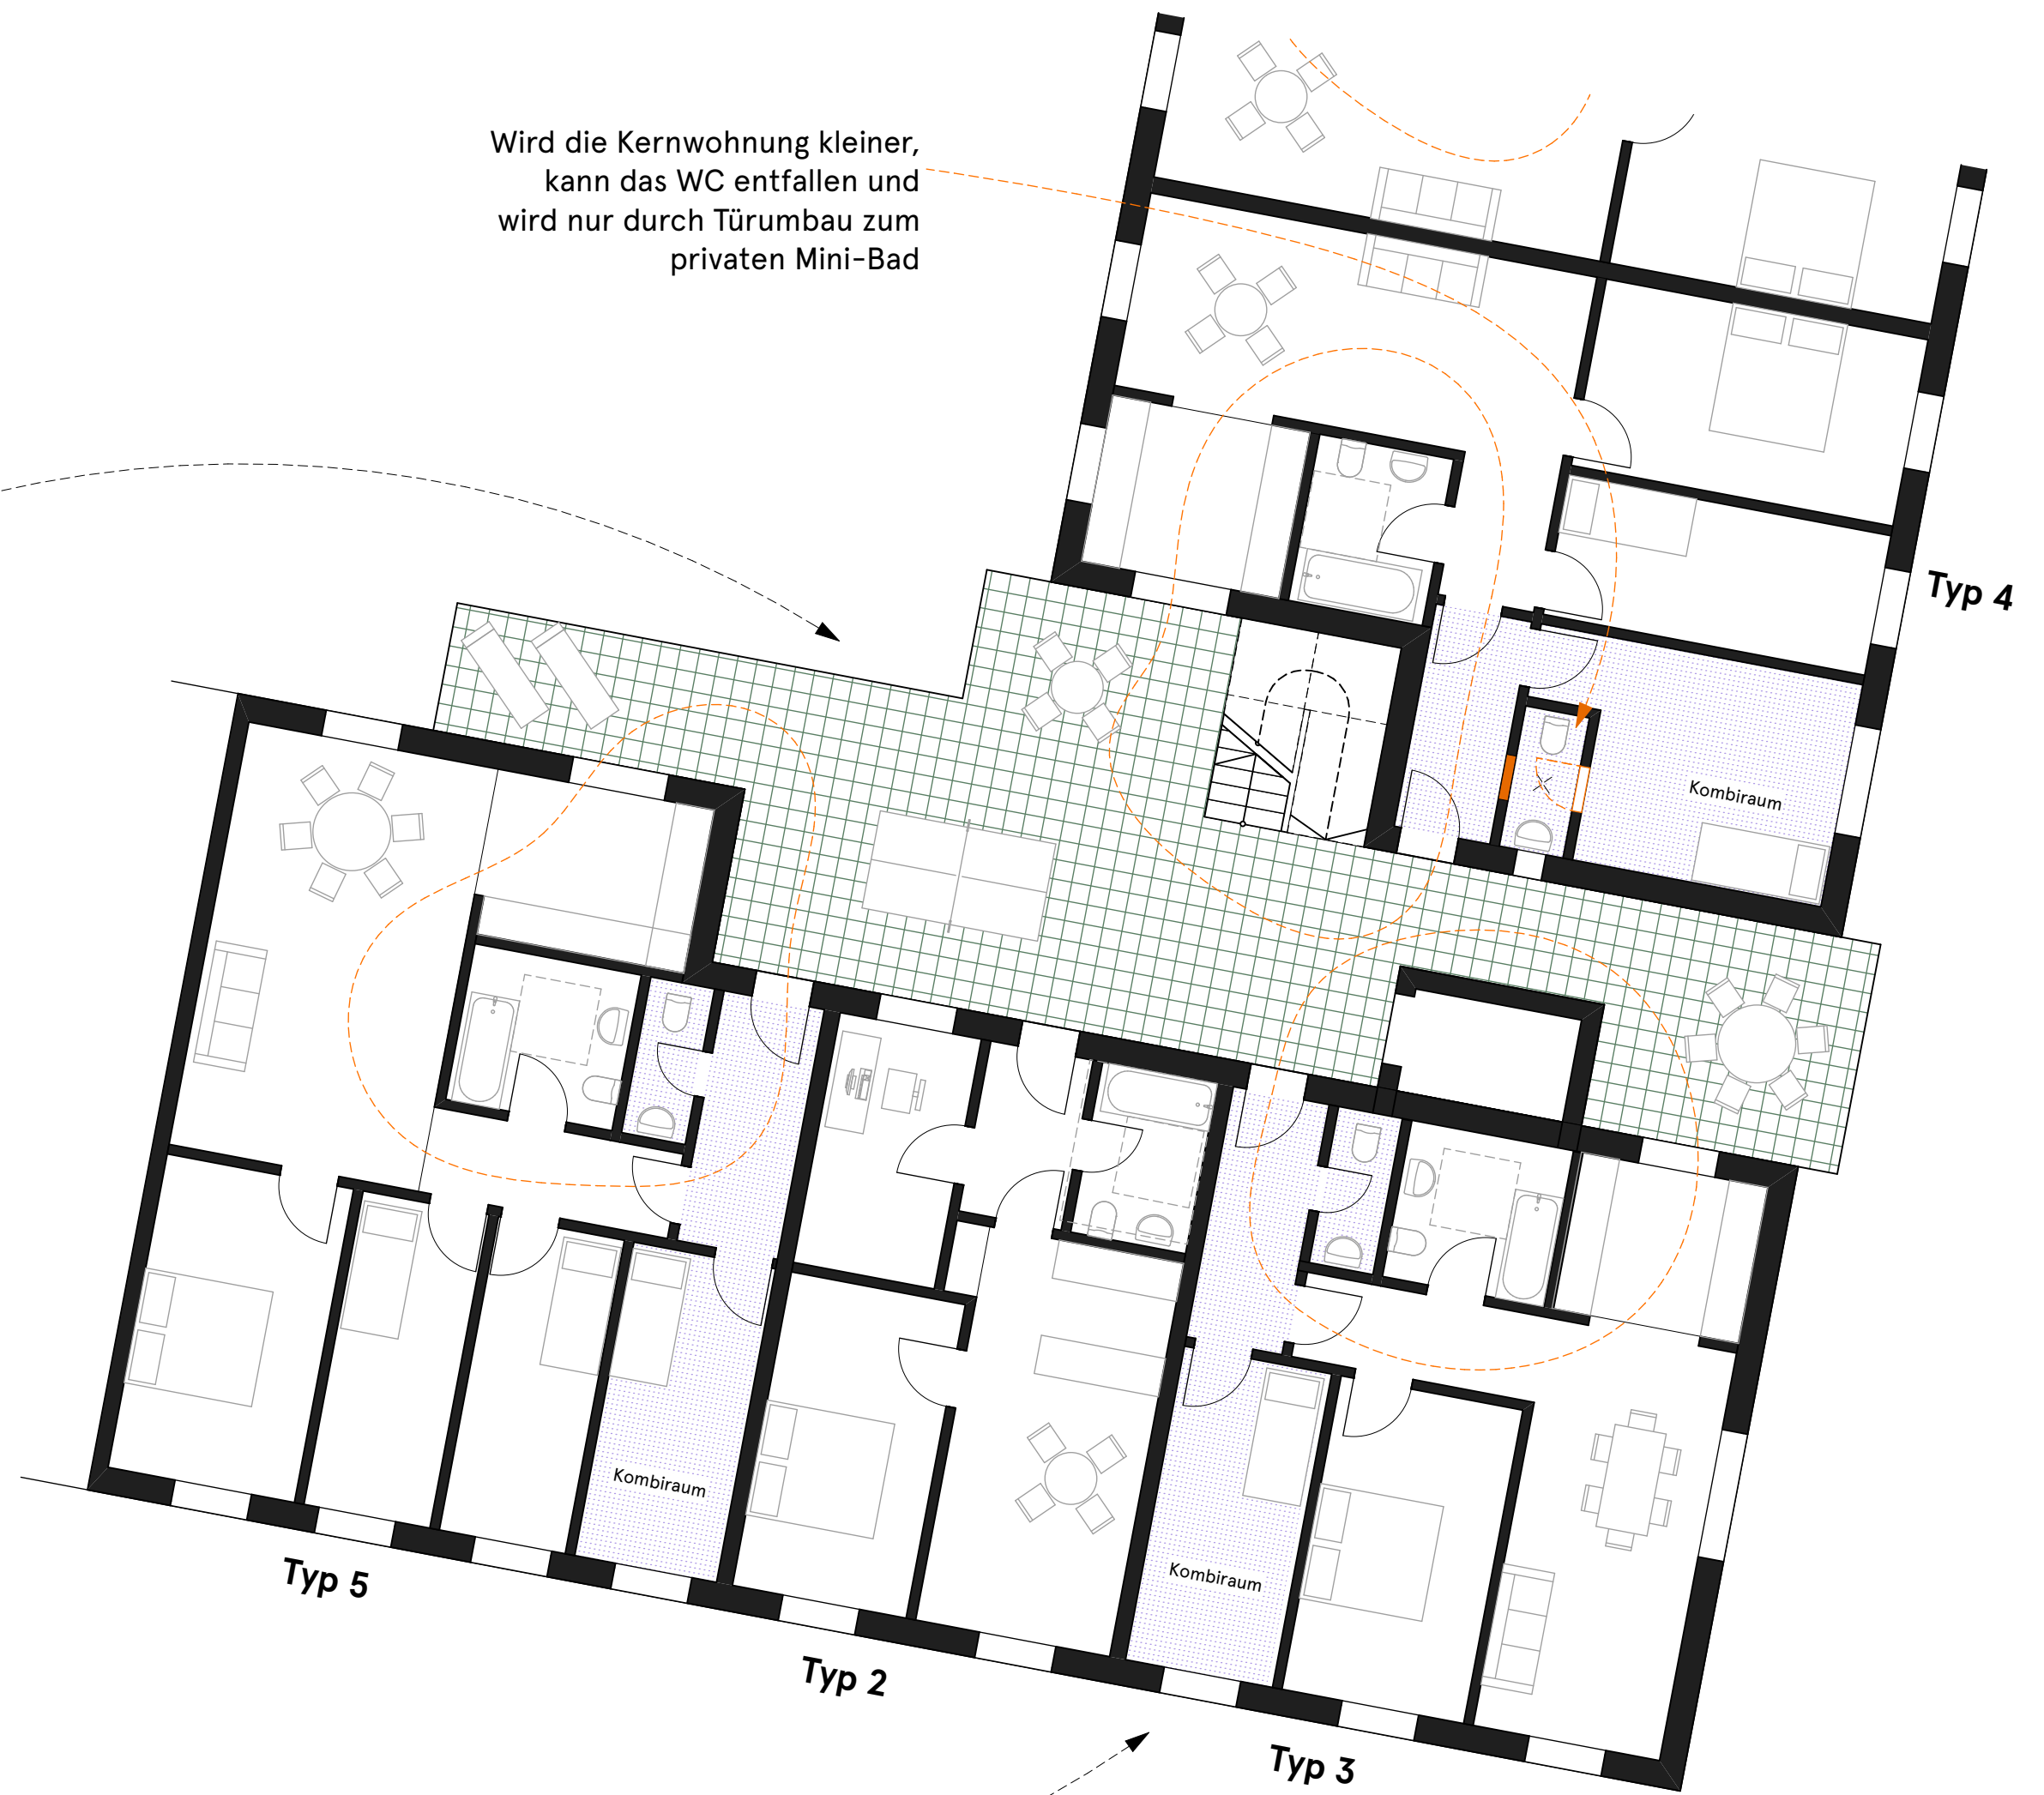 Wird die Kernwohnung kleiner,
kann das WC entfallen und
wird nur durch Türumbau zum
privaten Mini-Bad
Typ 4
Kombiraum
Kombiraum
Kombiraum
Typ 5
Typ 2
Typ 3